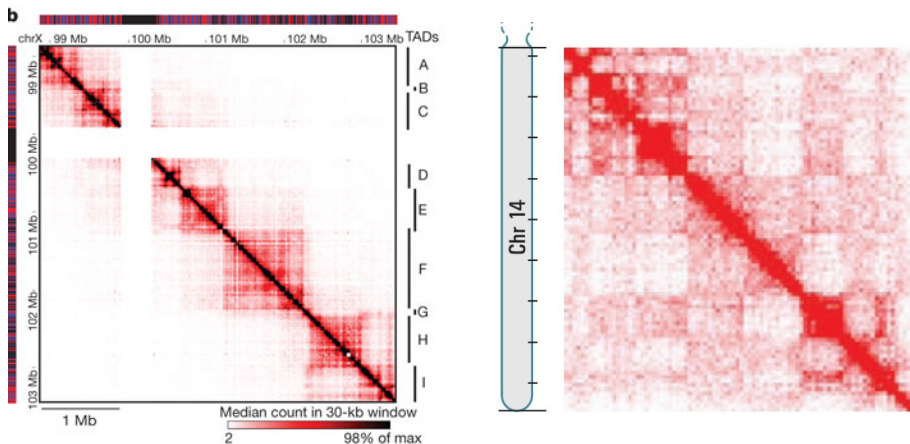 b
chrX 99 Mb 100 Mb 101 Mb 102 Mb 103 Mb TADs
99 Mb
100 Mb
101 Mb
102 Mb
103 Mb
A
B
C
D
E
F
G
H
I
1 Mb
Median count in 30-kb window
2 98% of max
Chr 14